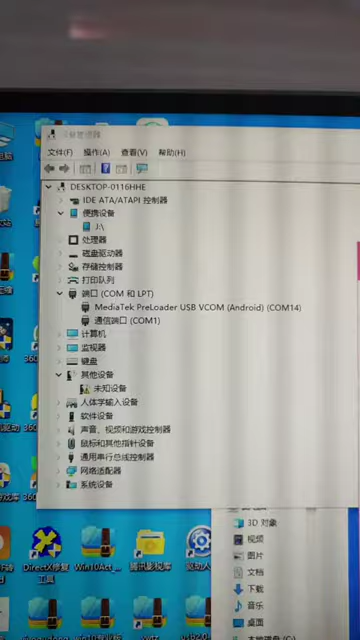 文件(F) 操作(A) 查看(V) 帮助(H)
DESKTOP-0116HHE
IDE ATA/ATAPI 控制器
便携设备
J:\
处理器
磁盘驱动器
存储控制器
打印队列
端口 (COM 和 LPT)
MediaTek PreLoader USB VCOM (Android) (COM14)
通信端口 (COM1)
计算机
监视器
键盘
其他设备
未知设备
人体学输入设备
软件设备
声音、视频和游戏控制器
鼠标和其他指针设备
通用串行总线控制器
网络适配器
系统设备
3D 对象
视频
图片
文档
下载
音乐
桌面
DirectX修复
工具
Win10Act_...
腾讯影视库
驱动人